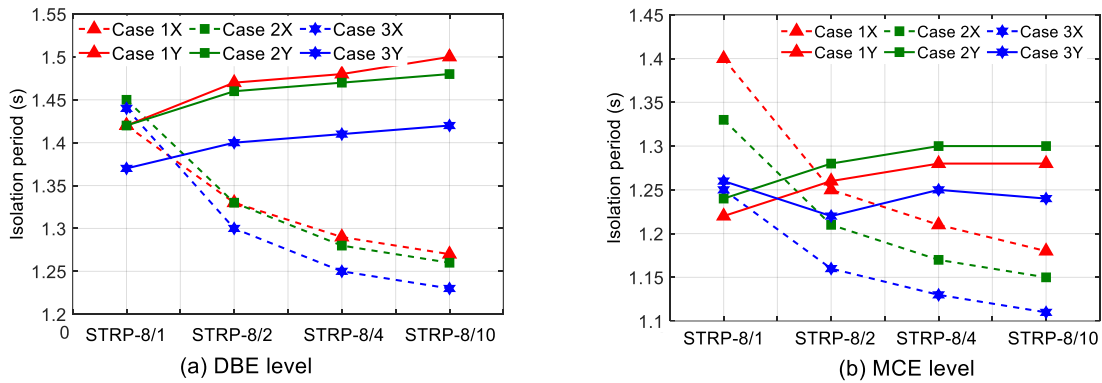 Case 1X Case 2X Case 3X
Case 1Y Case 2Y Case 3Y
Isolation period (s)
1.55
1.5
1.45
1.4
1.35
1.3
1.25
1.2
0
STRP-8/1 STRP-8/2 STRP-8/4 STRP-8/10
(a) DBE level
Case 1X Case 2X Case 3X
Case 1Y Case 2Y Case 3Y
Isolation period (s)
1.45
1.4
1.35
1.3
1.25
1.2
1.15
1.1
STRP-8/1 STRP-8/2 STRP-8/4 STRP-8/10
(b) MCE level